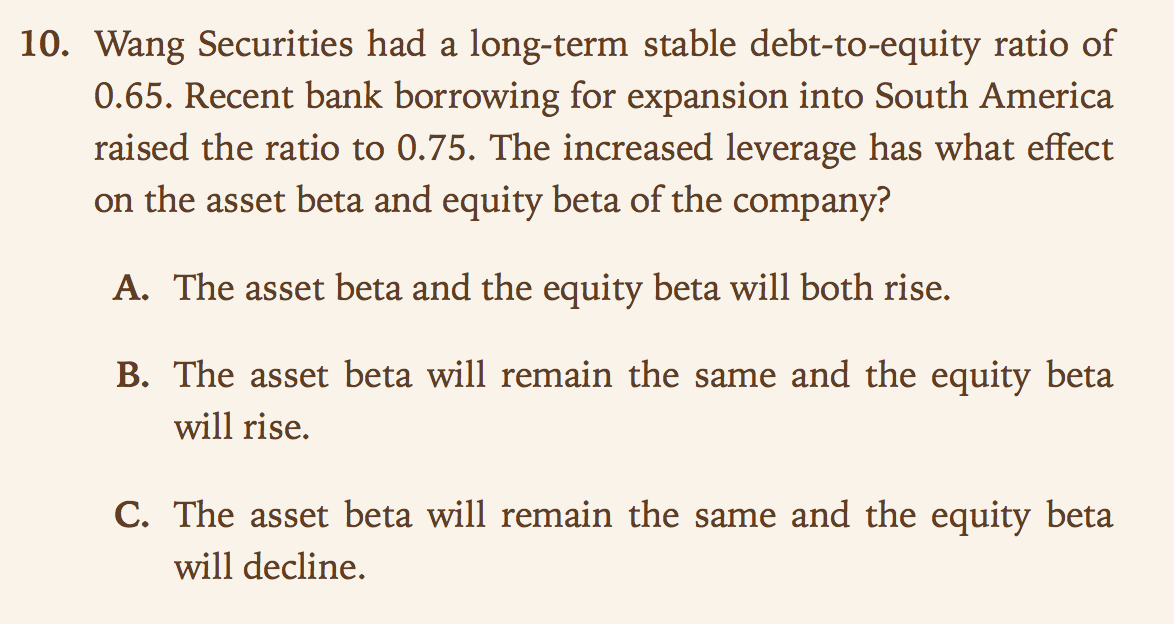 10. Wang Securities had a long-term stable debt-to-equity ratio of
0.65. Recent bank borrowing for expansion into South America
raised the ratio to 0.75. The increased leverage has what effect
on the asset beta and equity beta of the company?
A. The asset beta and the equity beta will both rise.
B. The asset beta will remain the same and the equity beta
will rise.
C. The asset beta will remain the same and the equity beta
will decline.